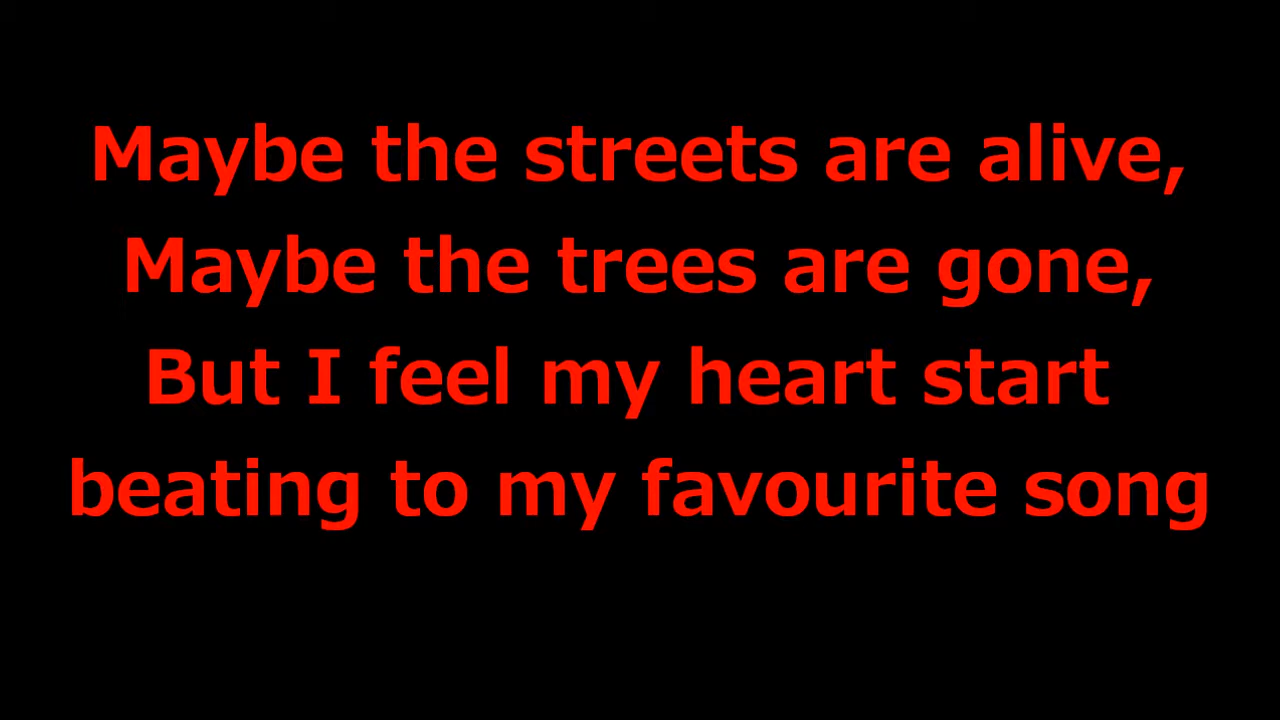 Maybe the streets are alive,
Maybe the trees are gone,
But I feel my heart start
beating to my favourite song